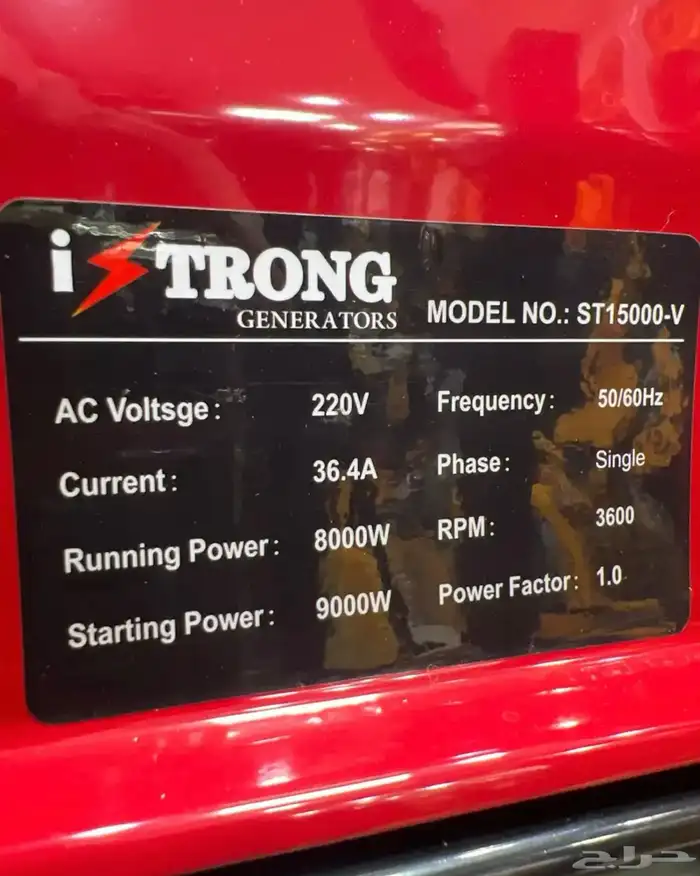 iSTRONG
GENERATORS
MODEL NO.: ST15000-V
AC Voltsge: 220V
Frequency: 50/60Hz
Current: 36.4A
Phase: Single
Running Power: 8000W
RPM: 3600
Starting Power: 9000W
Power Factor: 1.0
حراج